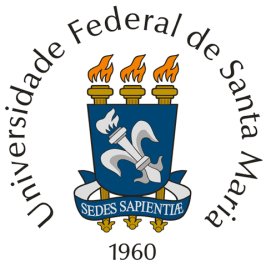 Universidade Federal de Santa Maria
SEDES SAPIENTIÆ
1960